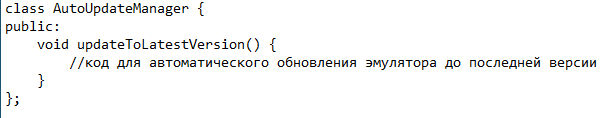 class AutoUpdateManager {
public:
    void updateToLatestVersion() {
        //код для автоматического обновления эмулятора до последней версии
    }
};